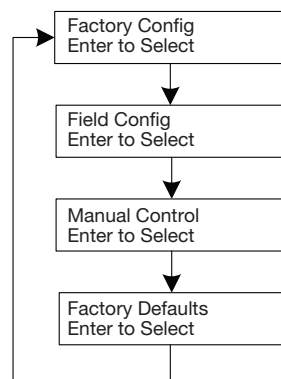 Factory Config
Enter to Select
Field Config
Enter to Select
Manual Control
Enter to Select
Factory Defaults
Enter to Select